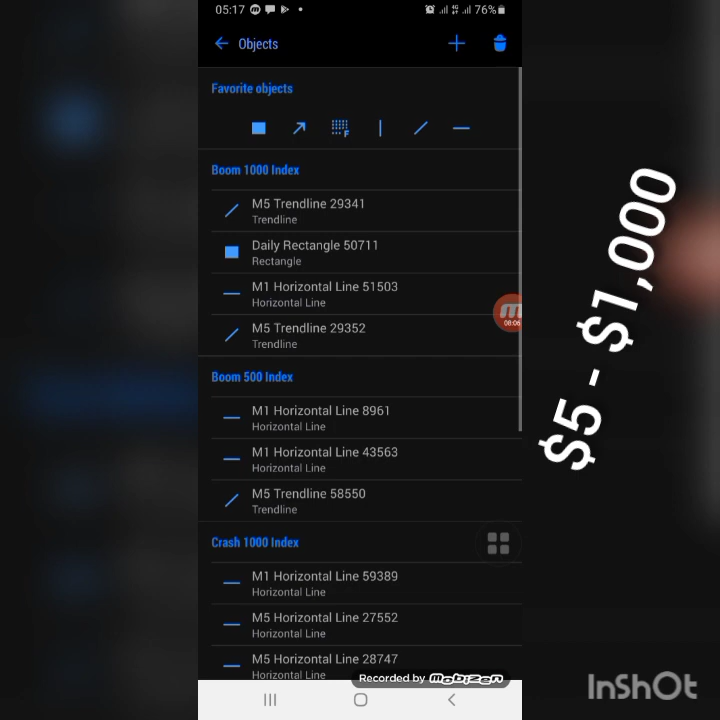 05:17
4G
76%
Objects
Favorite objects
F
Boom 1000 Index
M5 Trendline 29341
Trendline
Daily Rectangle 50711
Rectangle
M1 Horizontal Line 51503
Horizontal Line
08:06
M5 Trendline 29352
Trendline
Boom 500 Index
M1 Horizontal Line 8961
Horizontal Line
M1 Horizontal Line 43563
Horizontal Line
M5 Trendline 58550
Trendline
Crash 1000 Index
M1 Horizontal Line 59389
Horizontal Line
M5 Horizontal Line 27552
Horizontal Line
M5 Horizontal Line 28747
Horizontal Line
Recorded by Mobizen
$5 - $1,000
InShOt